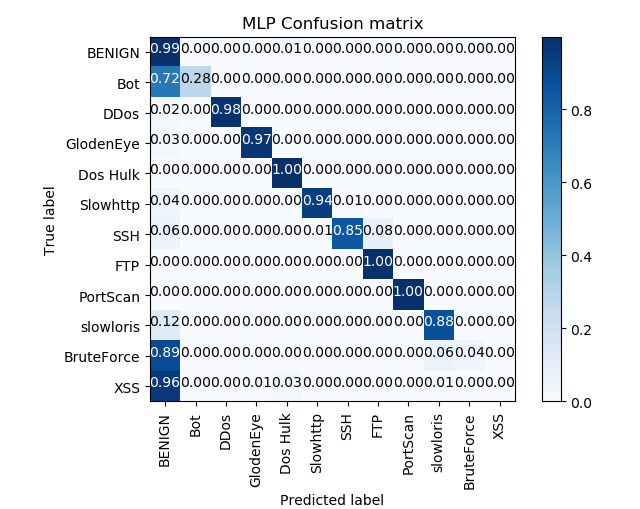 MLP Confusion matrix
True label
BENIGN 0.99 0.00 0.00 0.00 0.01 0.00 0.00 0.00 0.00 0.00 0.00 0.00
Bot 0.72 0.28 0.00 0.00 0.00 0.00 0.00 0.00 0.00 0.00 0.00 0.00
DDos 0.02 0.00 0.98 0.00 0.00 0.00 0.00 0.00 0.00 0.00 0.00 0.00
GlodenEye 0.03 0.00 0.00 0.97 0.00 0.00 0.00 0.00 0.00 0.00 0.00 0.00
Dos Hulk 0.00 0.00 0.00 0.00 1.00 0.00 0.00 0.00 0.00 0.00 0.00 0.00
Slowhttp 0.04 0.00 0.00 0.00 0.00 0.94 0.01 0.00 0.00 0.00 0.00 0.00
SSH 0.06 0.00 0.00 0.00 0.00 0.01 0.85 0.08 0.00 0.00 0.00 0.00
FTP 0.00 0.00 0.00 0.00 0.00 0.00 0.00 1.00 0.00 0.00 0.00 0.00
PortScan 0.00 0.00 0.00 0.00 0.00 0.00 0.00 0.00 1.00 0.00 0.00 0.00
slowloris 0.12 0.00 0.00 0.00 0.00 0.00 0.00 0.00 0.00 0.88 0.00 0.00
BruteForce 0.89 0.00 0.00 0.00 0.00 0.00 0.00 0.00 0.00 0.06 0.04 0.00
XSS 0.96 0.00 0.00 0.01 0.03 0.00 0.00 0.00 0.00 0.01 0.00 0.00
BENIGN
Bot
DDos
GlodenEye
Dos Hulk
Slowhttp
SSH
FTP
PortScan
slowloris
BruteForce
XSS
Predicted label
0.8
0.6
0.4
0.2
0.0